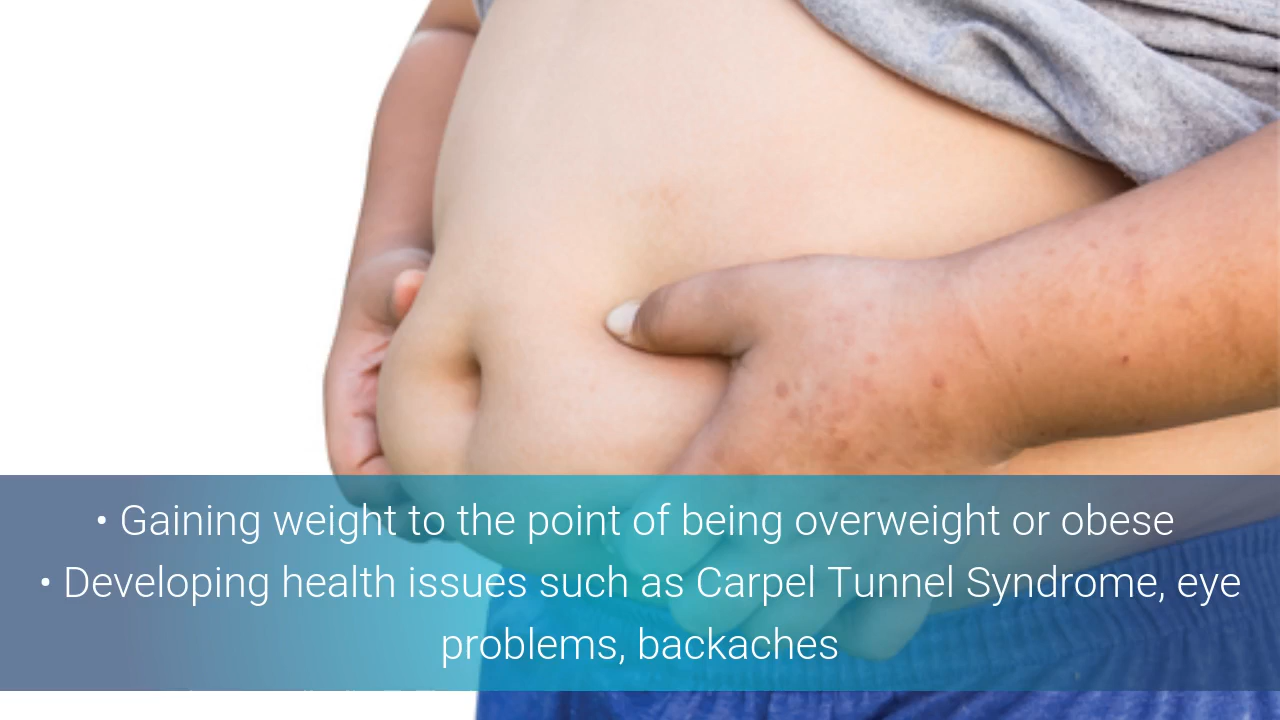 • Gaining weight to the point of being overweight or obese
• Developing health issues such as Carpel Tunnel Syndrome, eye
problems, backaches